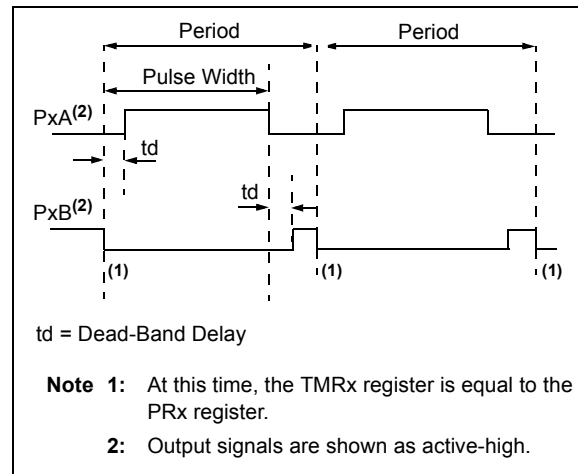 Period Period
Pulse Width
PxA(2)
td
td
PxB(2)
(1) (1) (1)
td = Dead-Band Delay
Note 1: At this time, the TMRx register is equal to the
PRx register.
2: Output signals are shown as active-high.